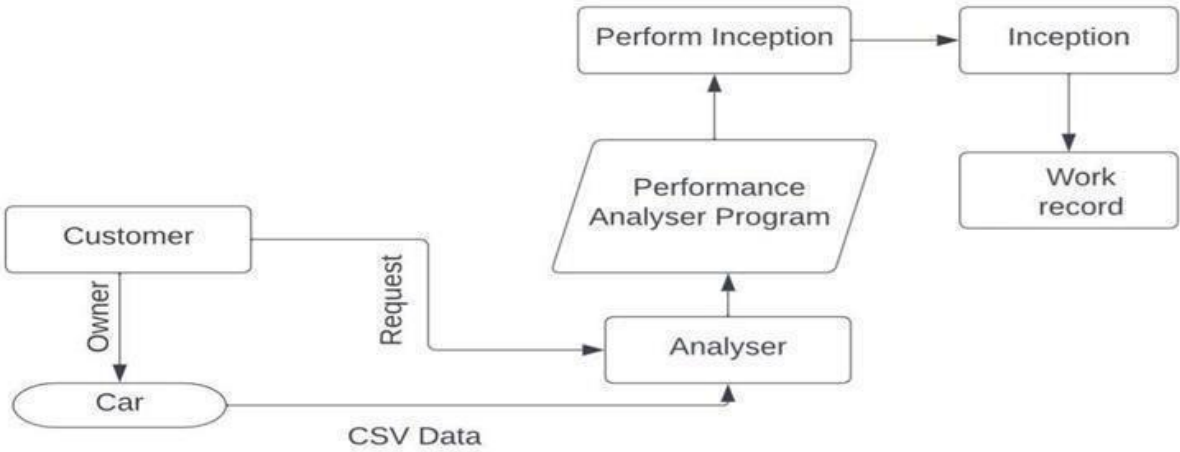 Perform Inception
Inception
Performance
Analyser Program
Work
record
Customer
Owner
Request
Analyser
Car
CSV Data